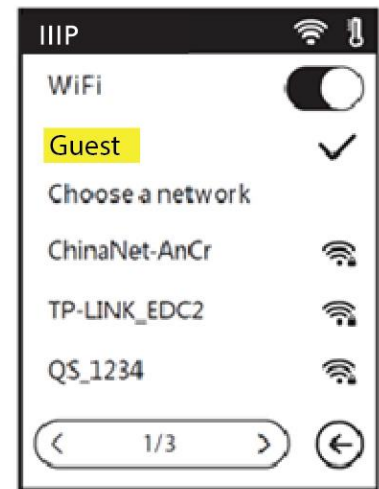 IIIP
WiFi
Guest
Choose a network
ChinaNet-AnCr
TP-LINK_EDC2
QS_1234
1/3